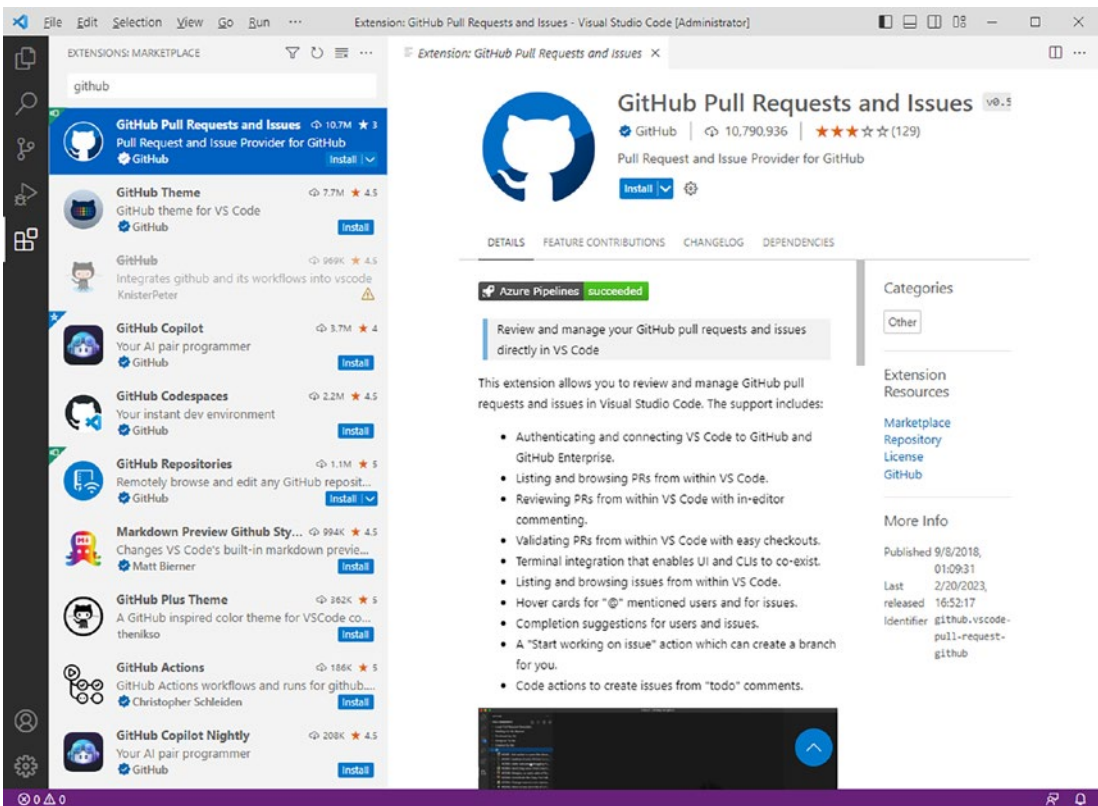 File Edit Selection View Go Run ··· Extension: GitHub Pull Requests and Issues - Visual Studio Code [Administrator]
EXTENSIONS: MARKETPLACE
github
GitHub Pull Requests and Issues 10.7M ★ 3
Pull Request and Issue Provider for GitHub
GitHub Install
GitHub Theme 7.7M ★ 4.5
GitHub theme for VS Code
GitHub Install
GitHub 969K ★ 4.5
Integrates github and its workflows into vscode
KnisterPeter
GitHub Copilot 3.7M ★ 4
Your AI pair programmer
GitHub Install
GitHub Codespaces 2.2M ★ 4.5
Your instant dev environment
GitHub Install
GitHub Repositories 1.1M ★ 5
Remotely browse and edit any GitHub reposit...
GitHub Install
Markdown Preview Github Sty... 994K ★ 4.5
Changes VS Code's built-in markdown previe...
Matt Bierner Install
GitHub Plus Theme 362K ★ 5
A GitHub inspired color theme for VSCode co...
thenikso Install
GitHub Actions 186K ★ 5
GitHub Actions workflows and runs for github....
Christopher Schleiden Install
GitHub Copilot Nightly 208K ★ 4.5
Your AI pair programmer
GitHub Install
0 0
Extension: GitHub Pull Requests and Issues
GitHub Pull Requests and Issues v0.5
GitHub | 10,790,936 | ★★★☆☆(129)
Pull Request and Issue Provider for GitHub
Install
DETAILS FEATURE CONTRIBUTIONS CHANGELOG DEPENDENCIES
Azure Pipelines succeeded
Review and manage your GitHub pull requests and issues
directly in VS Code
This extension allows you to review and manage GitHub pull
requests and issues in Visual Studio Code. The support includes:
• Authenticating and connecting VS Code to GitHub and
GitHub Enterprise.
• Listing and browsing PRs from within VS Code.
• Reviewing PRs from within VS Code with in-editor
commenting.
• Validating PRs from within VS Code with easy checkouts.
• Terminal integration that enables UI and CLIs to co-exist.
• Listing and browsing issues from within VS Code.
• Hover cards for "@" mentioned users and for issues.
• Completion suggestions for users and issues.
• A "Start working on issue" action which can create a branch
for you.
• Code actions to create issues from "todo" comments.
Categories
Other
Extension
Resources
Marketplace
Repository
License
GitHub
More Info
Published 9/8/2018,
01:09:31
Last 2/20/2023,
released 16:52:17
Identifier github.vscode-
pull-request-
github